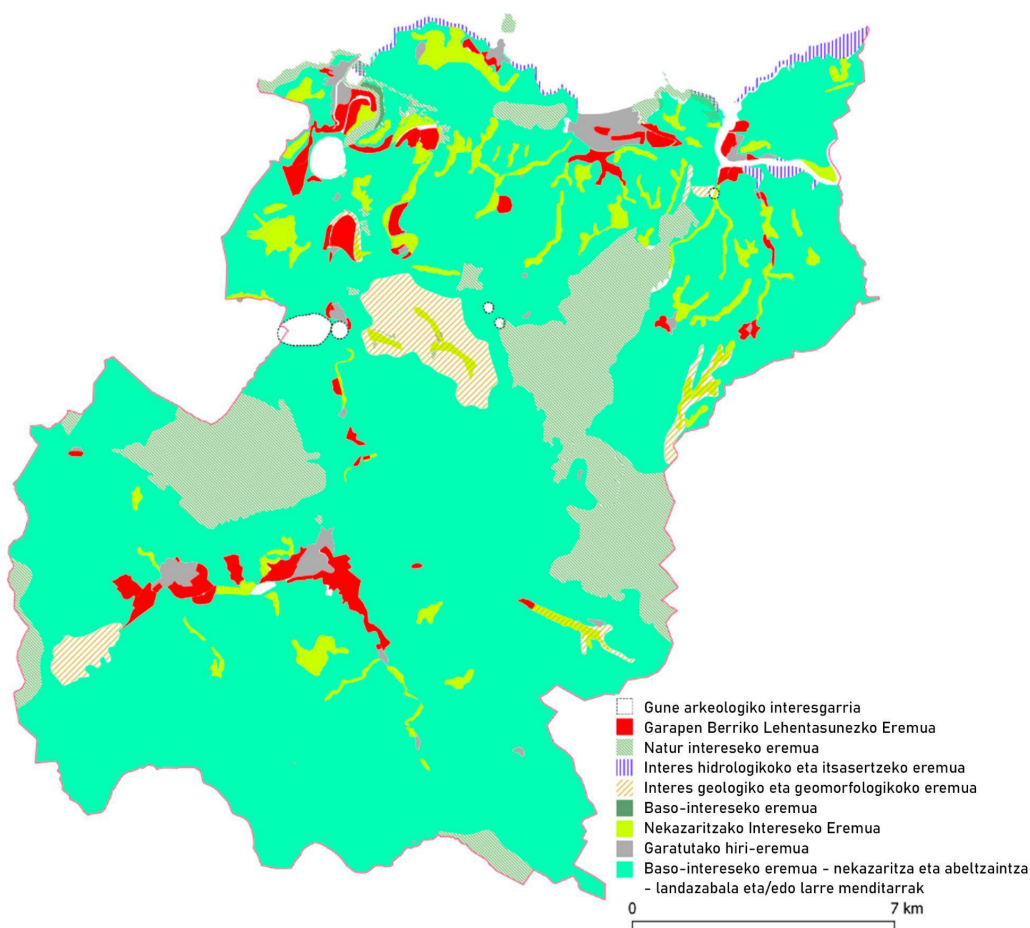 Gune arkeologiko interesgarria
Garapen Berriko Lehentasunezko Eremua
Natur intereseko eremua
Interes hidrologikoko eta itsasertzeko eremua
Interes geologiko eta geomorfologikoko eremua
Baso-intereseko eremua
Nekazaritzako Intereseko Eremua
Garatutako hiri-eremua
Baso-intereseko eremua - nekazaritza eta abeltzaintza
- landazabala eta/edo larre menditarrak
0 7 km